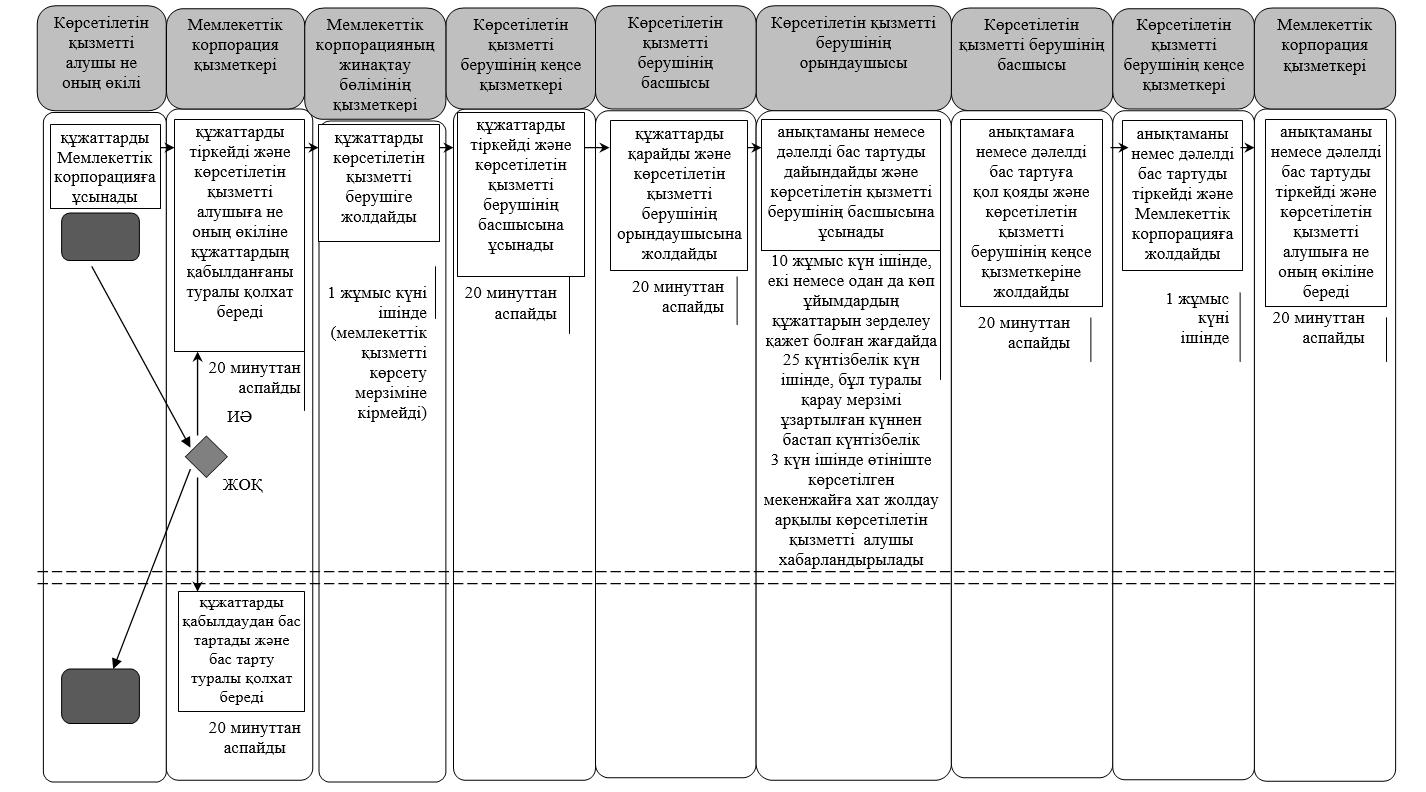 Көрсетілетін
қызметті
алушы не
оның өкілі
Мемлекеттік
корпорация
қызметкері
Мемлекеттік
корпорацияның
жинақтау
бөлімінің
қызметкері
Көрсетілетін
қызметті
берушінің кеңсе
қызметкері
Көрсетілетін
қызметті
берушінің
басшысы
Көрсетілетін қызметті
берушінің
орындаушысы
Көрсетілетін
қызметті берушінің
басшысы
Көрсетілетін
қызметті
берушінің кеңсе
қызметкері
Мемлекеттік
корпорация
қызметкері
құжаттарды
Мемлекеттік
корпорацияға
ұсынады
құжаттарды
тіркейді және
көрсетілетін
қызметті
алушыға не
оның өкіліне
құжаттардың
қабылданғаны
туралы қолхат
береді
20 минуттан
аспайды
ИӘ
ЖОҚ
құжаттарды
қабылдаудан бас
тартады және
бас тарту
туралы қолхат
береді
20 минуттан
аспайды
құжаттарды
көрсетілетін
қызметті
берушіге
жолдайды
1 жұмыс күні
ішінде
(мемлекеттік
қызметті
көрсету
мерзіміне
кірмейді)
құжаттарды
тіркейді және
көрсетілетін
қызметті
берушінің
басшысына
ұсынады
20 минуттан
аспайды
құжаттарды
қарайды және
көрсетілетін
қызметті
берушінің
орындаушысына
жолдайды
20 минуттан
аспайды
анықтаманы немесе
дәлелді бас тартуды
дайындайды және
көрсетілетін қызметті
берушінің басшысына
ұсынады
10 жұмыс күн ішінде,
екі немесе одан да көп
ұйымдардың
құжаттарын зерделеу
қажет болған жағдайда
25 күнтізбелік күн
ішінде, бұл туралы
қарау мерзімі
ұзартылған күннен
бастап күнтізбелік
3 күн ішінде өтініште
көрсетілген
мекенжайға хат жолдау
арқылы көрсетілетін
қызметті алушы
хабарландырылады
анықтамаға
немесе дәлелді
бас тартуға
қол қояды және
көрсетілетін
қызметті
берушінің кеңсе
қызметкеріне
жолдайды
20 минуттан
аспайды
анықтаманы
немес дәлелді
бас тартуды
тіркейді және
Мемлекеттік
корпорацияға
жолдайды
1 жұмыс
күні
ішінде
анықтаманы
немесе дәлелді
бас тартуды
тіркейді және
көрсетілетін
қызметті
алушыға не
оның өкіліне
береді
20 минуттан
аспайды